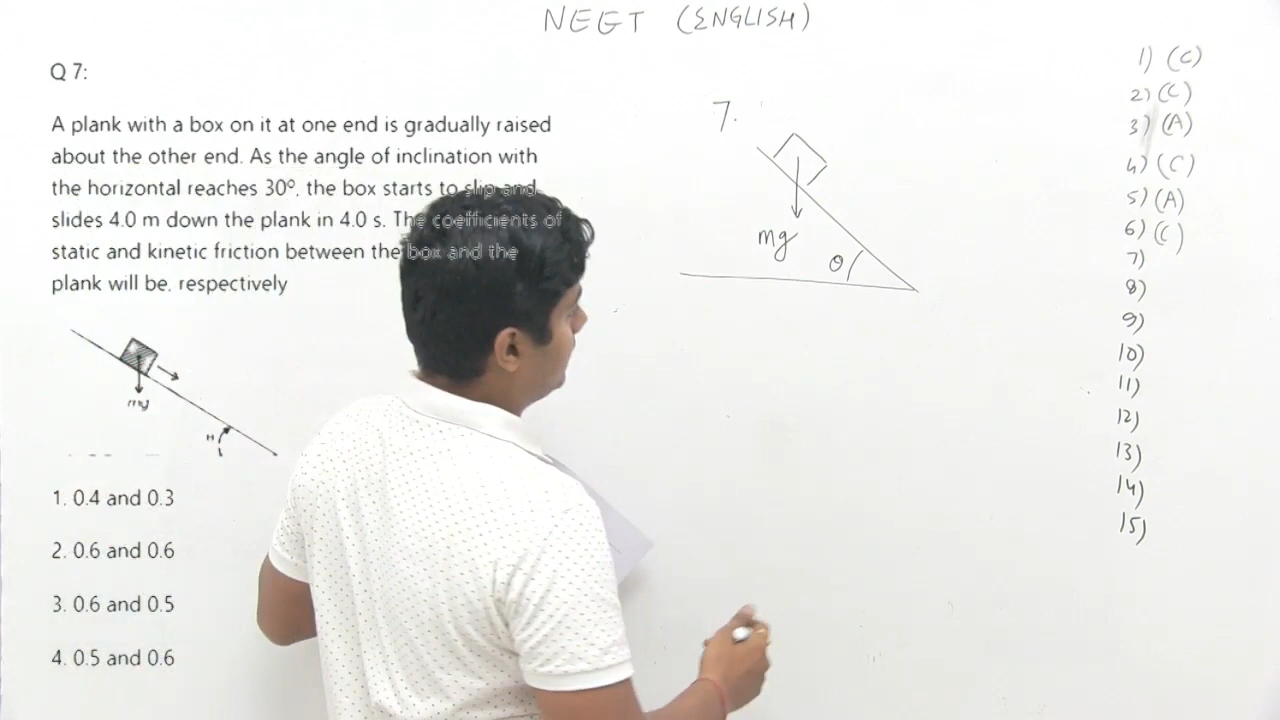 NEET (ENGLISH)
Q 7:
A plank with a box on it at one end is gradually raised
about the other end. As the angle of inclination with
the horizontal reaches 30º, the box starts to slip and
slides 4.0 m down the plank in 4.0 s. The coefficients of
static and kinetic friction between the box and the
plank will be, respectively
mg
1. 0.4 and 0.3
2. 0.6 and 0.6
3. 0.6 and 0.5
4. 0.5 and 0.6
7.
mg
θ
1) (C)
2) (C)
3) (A)
4) (C)
5) (A)
6) (C)
7)
8)
9)
10)
11)
12)
13)
14)
15)